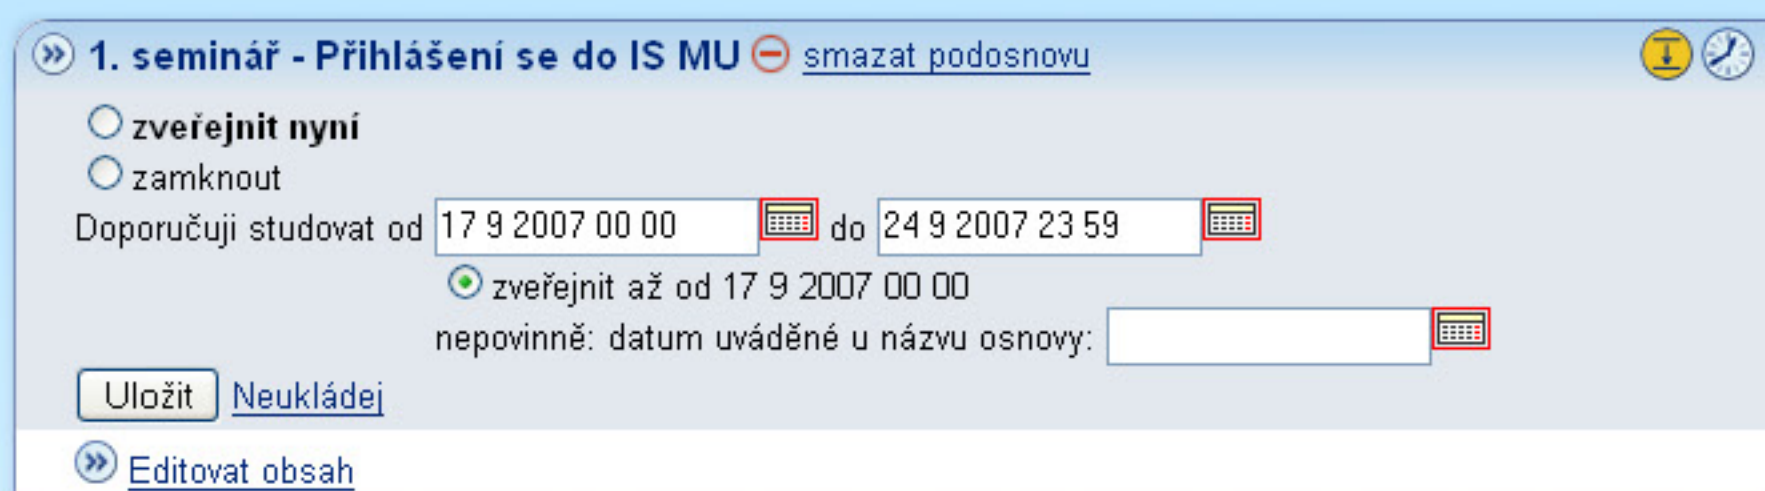 1. seminář - Přihlášení se do IS MU smazat podosnovu
zveřejnit nyní
zamknout
Doporučuji studovat od 17 9 2007 00 00 do 24 9 2007 23 59
zveřejnit až od 17 9 2007 00 00
nepovinně: datum uváděné u názvu osnovy:
Uložit Neukládej
Editovat obsah